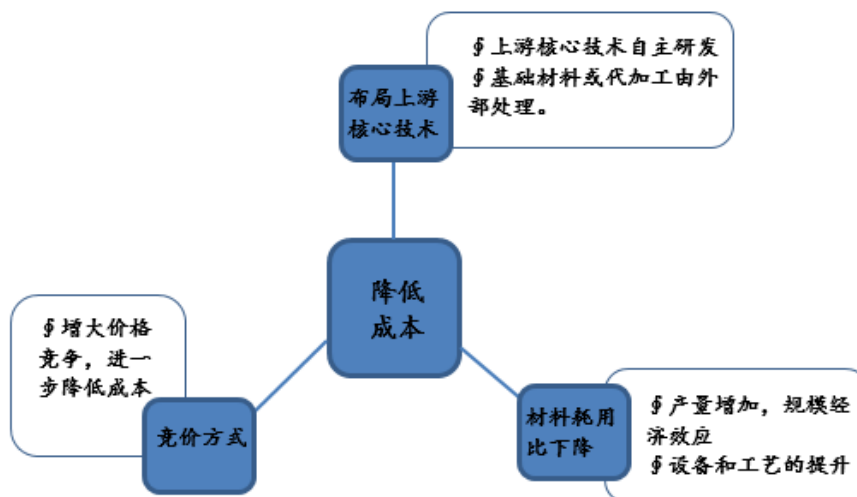 ∮上游核心技术自主研发
∮基础材料或代加工由外
部处理。
布局上游
核心技术
降低
成本
∮增大价格
竞争，进一
步降低成本
竞价方式
材料耗用
比下降
∮产量增加，规模经
济效应
∮设备和工艺的提升